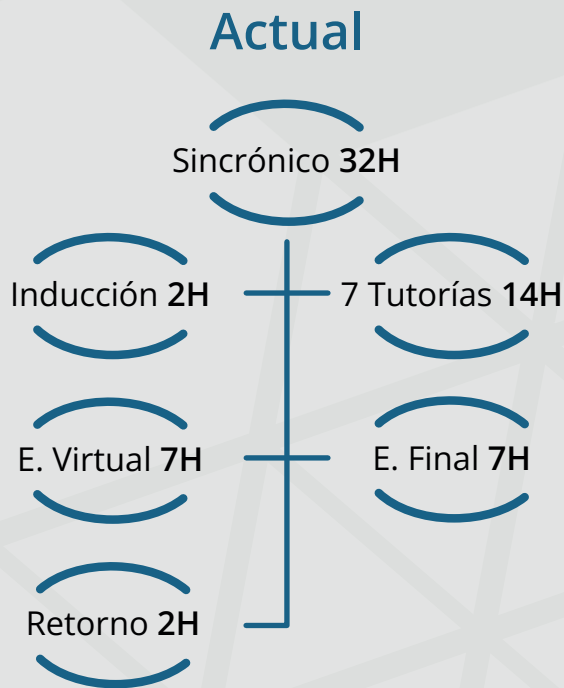 Actual
Sincrónico 32H
Inducción 2H
7 Tutorías 14H
E. Virtual 7H
E. Final 7H
Retorno 2H